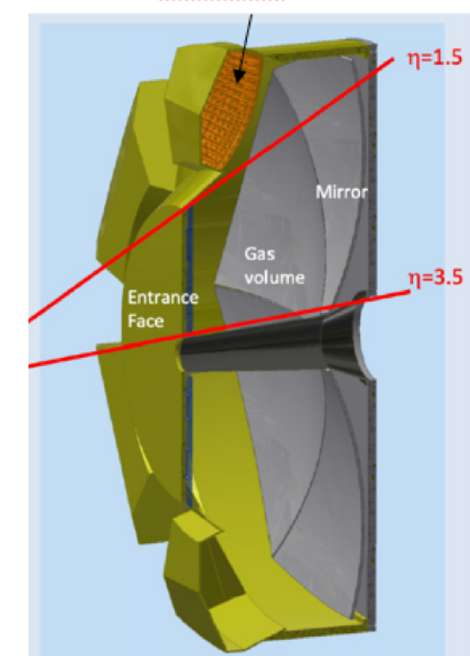 η=1.5
Mirror
Gas
volume
η=3.5
Entrance
Face